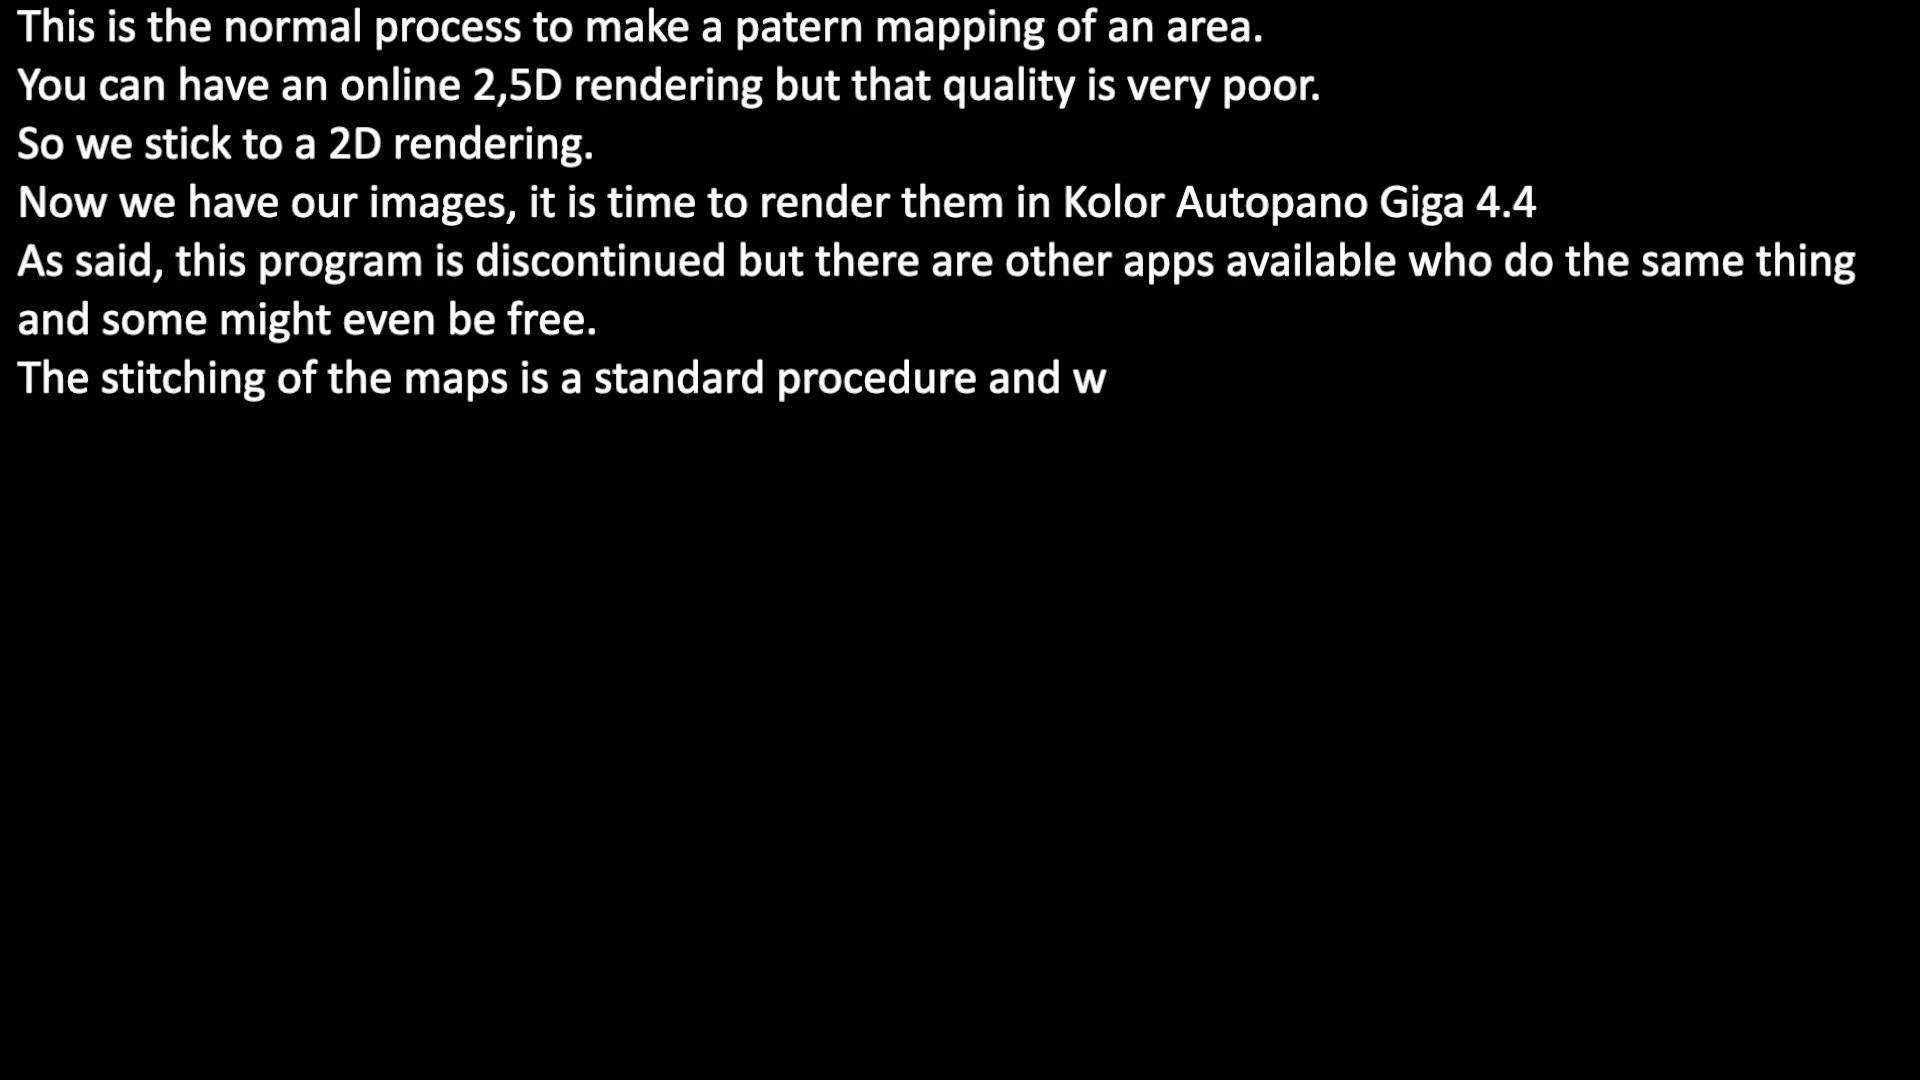 This is the normal process to make a patern mapping of an area.
You can have an online 2,5D rendering but that quality is very poor.
So we stick to a 2D rendering.
Now we have our images, it is time to render them in Kolor Autopano Giga 4.4
As said, this program is discontinued but there are other apps available who do the same thing
and some might even be free.
The stitching of the maps is a standard procedure and w